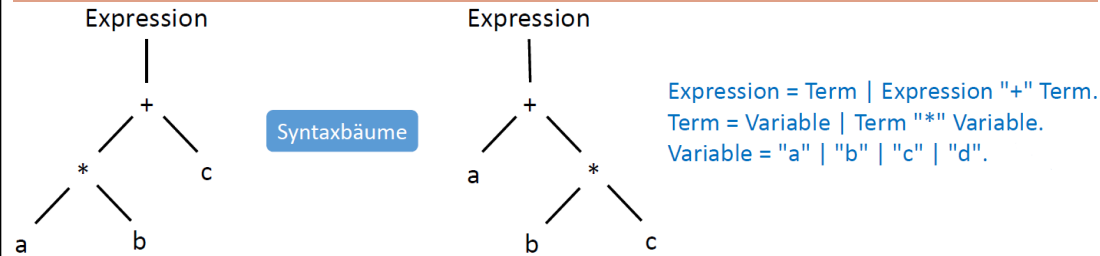 Expression
+
*
c
a
b
Syntaxbäume
Expression
+
a
*
b
c
Expression = Term | Expression "+" Term.
Term = Variable | Term "*" Variable.
Variable = "a" | "b" | "c" | "d".